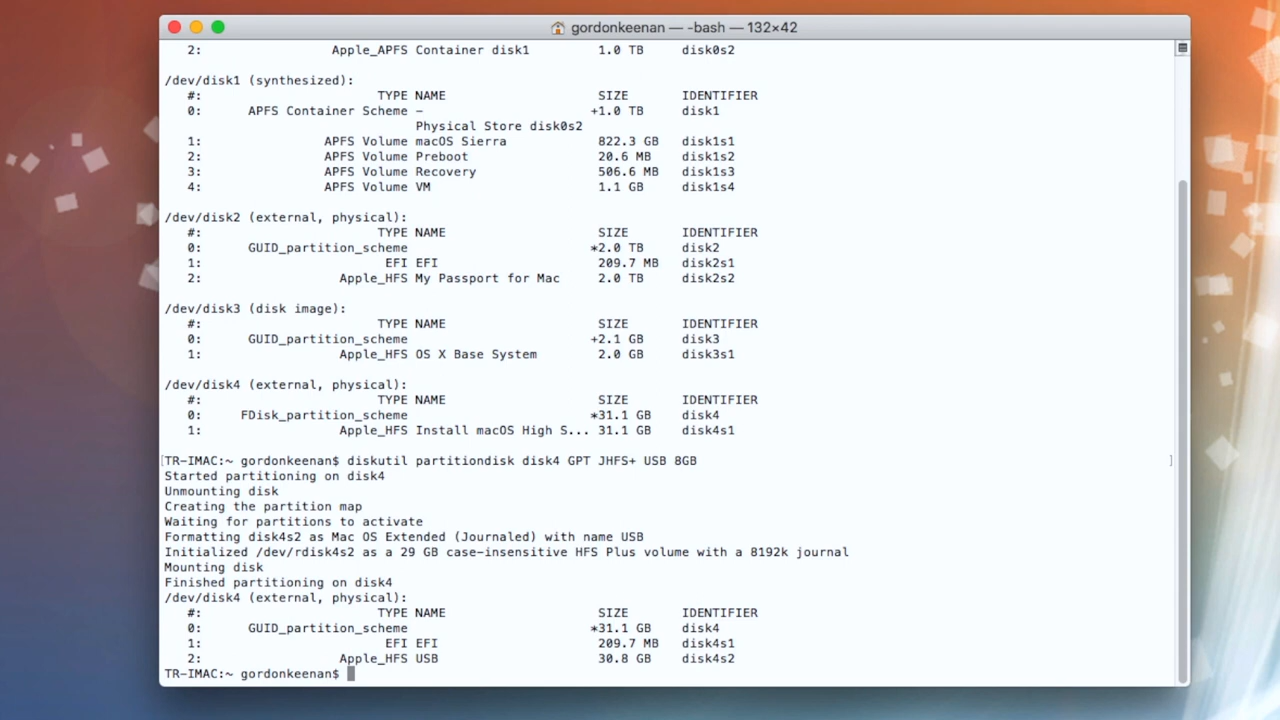 gordonkeenan — -bash — 132×42
2: Apple_APFS Container disk1 1.0 TB disk0s2
/dev/disk1 (synthesized):
#: TYPE NAME SIZE IDENTIFIER
0: APFS Container Scheme - +1.0 TB disk1
Physical Store disk0s2
1: APFS Volume macOS Sierra 822.3 GB disk1s1
2: APFS Volume Preboot 20.6 MB disk1s2
3: APFS Volume Recovery 506.6 MB disk1s3
4: APFS Volume VM 1.1 GB disk1s4
/dev/disk2 (external, physical):
#: TYPE NAME SIZE IDENTIFIER
0: GUID_partition_scheme *2.0 TB disk2
1: EFI EFI 209.7 MB disk2s1
2: Apple_HFS My Passport for Mac 2.0 TB disk2s2
/dev/disk3 (disk image):
#: TYPE NAME SIZE IDENTIFIER
0: GUID_partition_scheme +2.1 GB disk3
1: Apple_HFS OS X Base System 2.0 GB disk3s1
/dev/disk4 (external, physical):
#: TYPE NAME SIZE IDENTIFIER
0: FDisk_partition_scheme *31.1 GB disk4
1: Apple_HFS Install macOS High S... 31.1 GB disk4s1
[TR-IMAC:~ gordonkeenan$ diskutil partitiondisk disk4 GPT JHFS+ USB 8GB ]
Started partitioning on disk4
Unmounting disk
Creating the partition map
Waiting for partitions to activate
Formatting disk4s2 as Mac OS Extended (Journaled) with name USB
Initialized /dev/rdisk4s2 as a 29 GB case-insensitive HFS Plus volume with a 8192k journal
Mounting disk
Finished partitioning on disk4
/dev/disk4 (external, physical):
#: TYPE NAME SIZE IDENTIFIER
0: GUID_partition_scheme *31.1 GB disk4
1: EFI EFI 209.7 MB disk4s1
2: Apple_HFS USB 30.8 GB disk4s2
TR-IMAC:~ gordonkeenan$